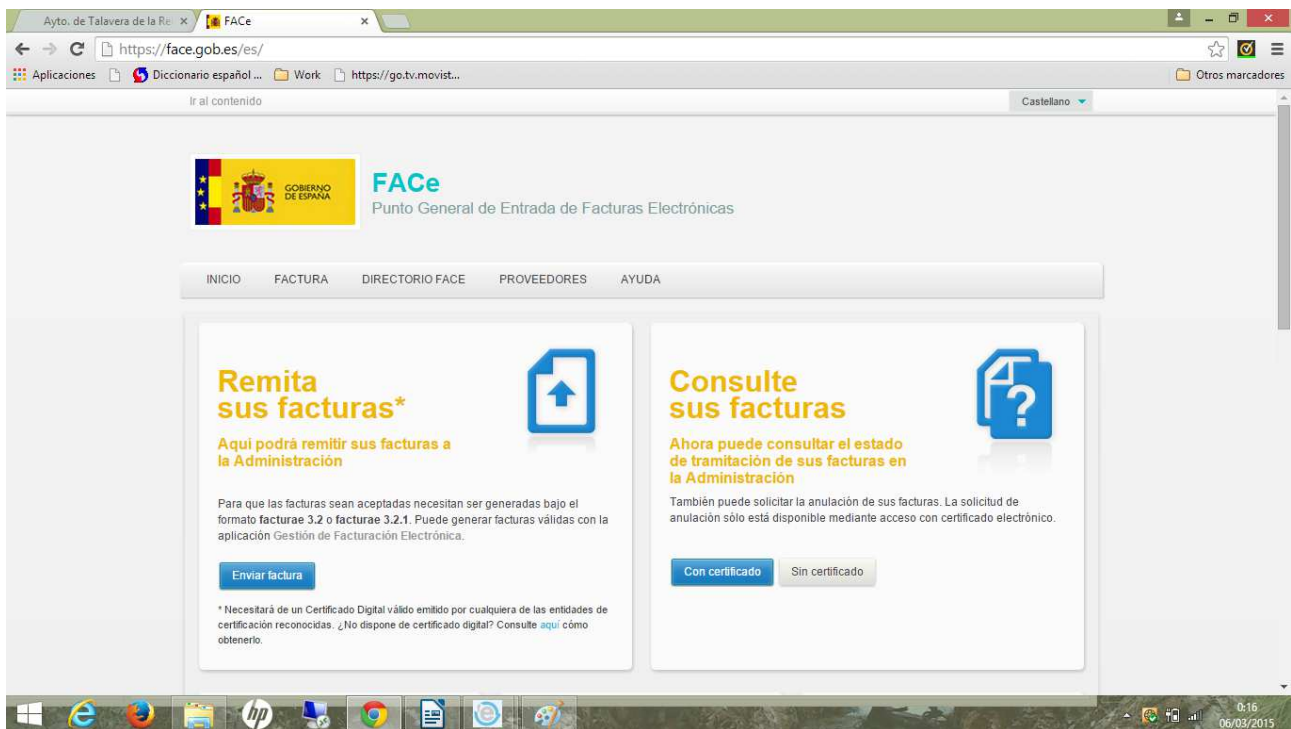 Ayto. de Talavera de la Re
FACe
https://face.gob.es/es/
Aplicaciones
Diccionario español ...
Work
https://go.tv.movist...
Otros marcadores
Ir al contenido
Castellano
GOBIERNO
DE ESPAÑA
FACe
Punto General de Entrada de Facturas Electrónicas
INICIO FACTURA DIRECTORIO FACE PROVEEDORES AYUDA
Remita
sus facturas*
Aquí podrá remitir sus facturas a
la Administración
Para que las facturas sean aceptadas necesitan ser generadas bajo el
formato facturae 3.2 o facturae 3.2.1. Puede generar facturas válidas con la
aplicación Gestión de Facturación Electrónica.
Enviar factura
* Necesitará de un Certificado Digital válido emitido por cualquiera de las entidades de
certificación reconocidas. ¿No dispone de certificado digital? Consulte aquí cómo
obtenerlo.
Consulte
sus facturas
Ahora puede consultar el estado
de tramitación de sus facturas en
la Administración
También puede solicitar la anulación de sus facturas. La solicitud de
anulación sólo está disponible mediante acceso con certificado electrónico.
Con certificado
Sin certificado
hp
0:16
06/03/2015